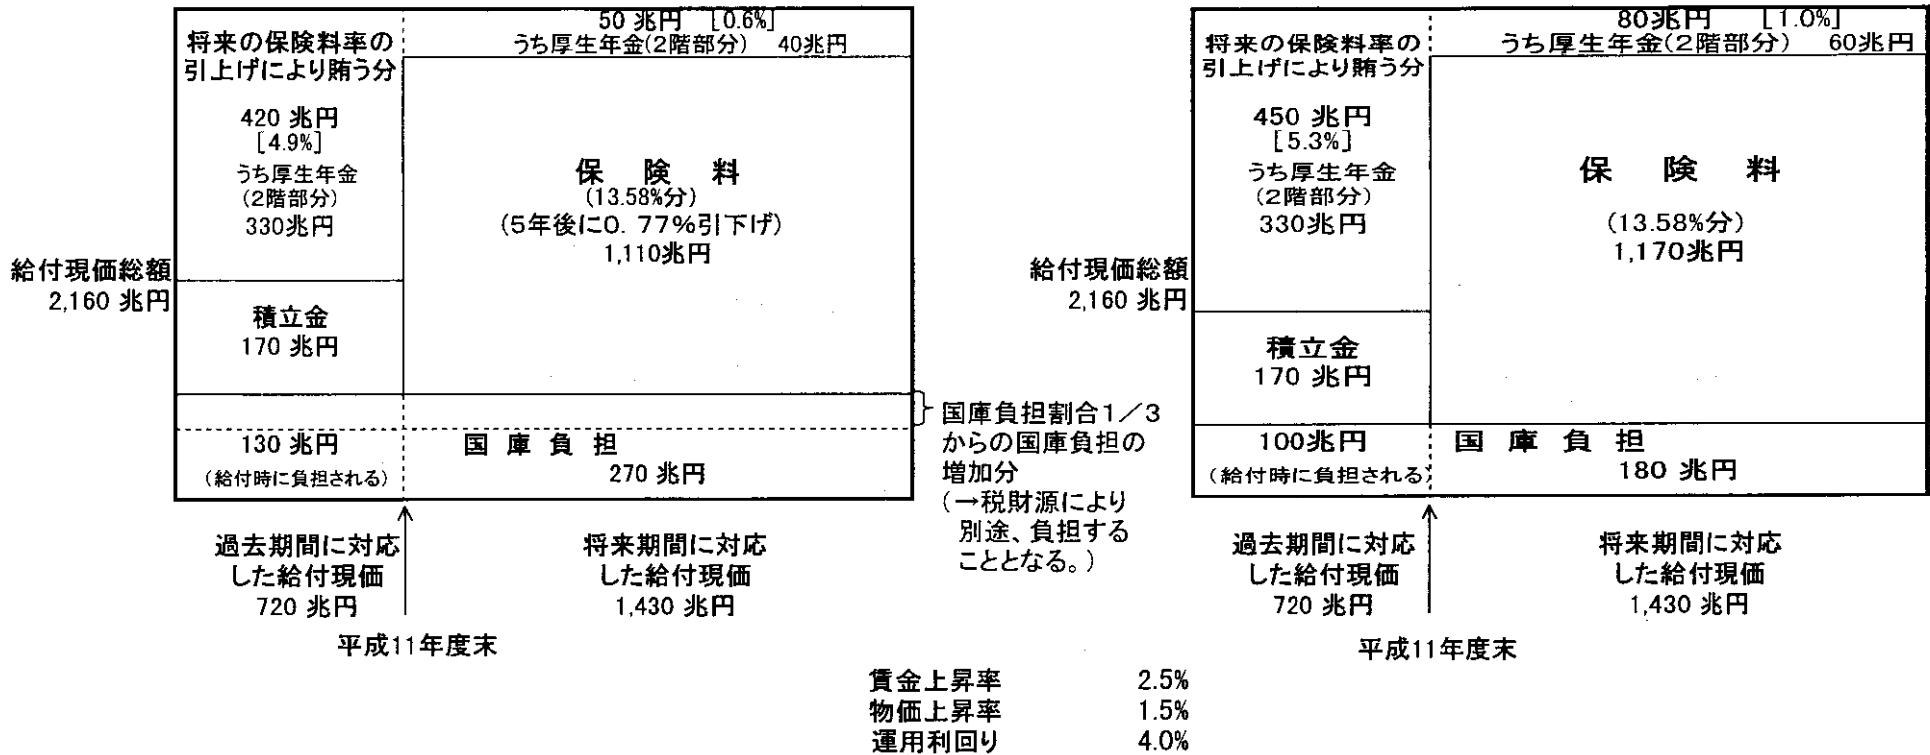 50 兆円 [0.6%]
うち厚生年金(2階部分) 40兆円
将来の保険料率の
引上げにより賄う分
420 兆円
[4.9%]
うち厚生年金
(2階部分)
330兆円
保 険 料
(13.58%分)
(5年後に0.77%引下げ)
1,110兆円
給付現価総額
2,160 兆円
積立金
170 兆円
130 兆円
(給付時に負担される)
国 庫 負 担
270 兆円
国庫負担割合1/3
からの国庫負担の
増加分
(→税財源により
別途、負担する
こととなる。)
過去期間に対応
した給付現価
720 兆円
将来期間に対応
した給付現価
1,430 兆円
平成11年度末
80兆円 [1.0%]
うち厚生年金(2階部分) 60兆円
将来の保険料率の
引上げにより賄う分
450 兆円
[5.3%]
うち厚生年金
(2階部分)
330兆円
保 険 料
(13.58%分)
1,170兆円
給付現価総額
2,160 兆円
積立金
170 兆円
100兆円
(給付時に負担される)
国 庫 負 担
180 兆円
過去期間に対応
した給付現価
720 兆円
将来期間に対応
した給付現価
1,430 兆円
平成11年度末
賃金上昇率 2.5%
物価上昇率 1.5%
運用利回り 4.0%